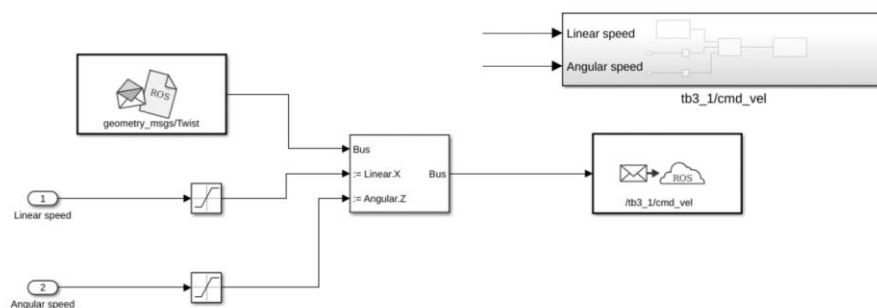 Linear speed
Angular speed
tb3_1/cmd_vel
ROS
geometry_msgs/Twist
Bus
:= Linear.X
Bus
:= Angular.Z
ROS
/tb3_1/cmd_vel
1
Linear speed
2
Angular speed